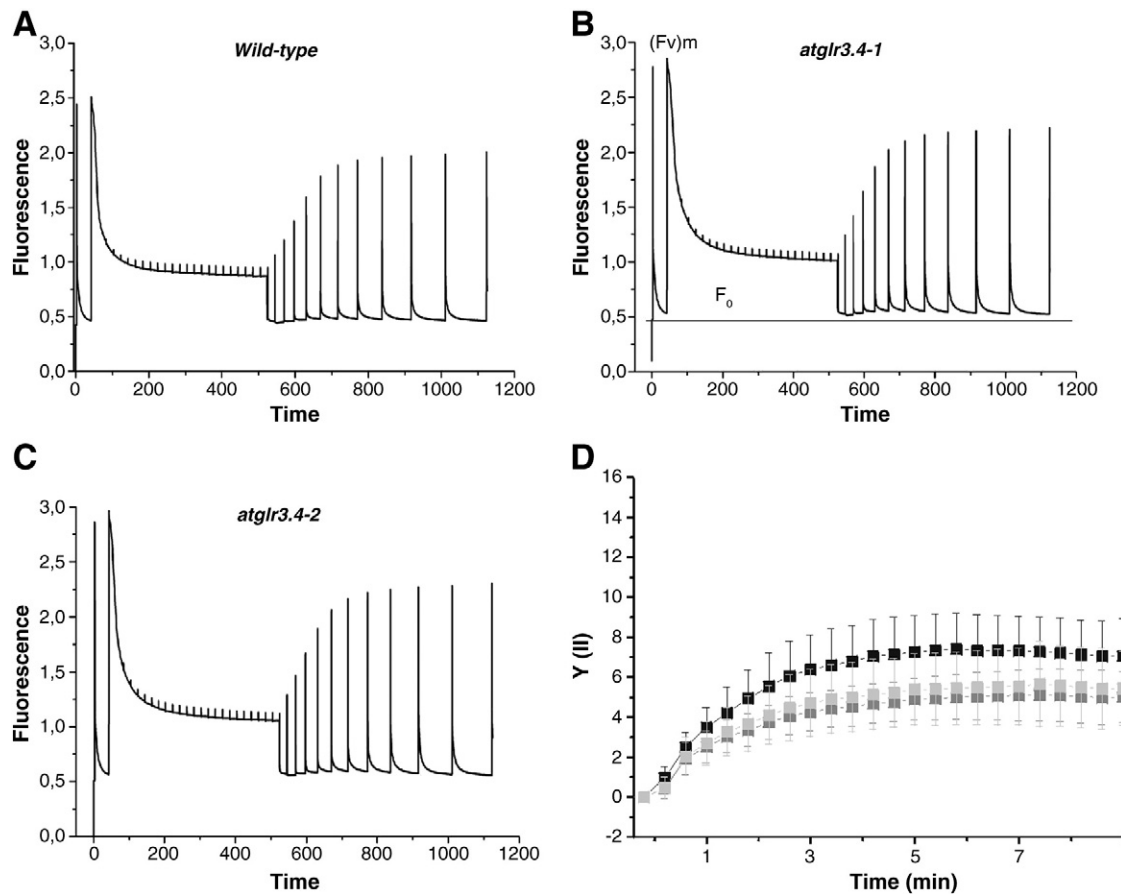 A
Wild-type
3,0
2,5
2,0
1,5
1,0
0,5
0,0
Fluorescence
0 200 400 600 800 1000 1200
Time
B
(Fv)m
atglr3.4-1
3,0
2,5
2,0
1,5
1,0
0,5
0,0
Fluorescence
F0
0 200 400 600 800 1000 1200
Time
C
atglr3.4-2
3,0
2,5
2,0
1,5
1,0
0,5
0,0
Fluorescence
0 200 400 600 800 1000 1200
Time
D
16
14
12
10
8
6
4
2
0
-2
Y (II)
1 3 5 7
Time (min)